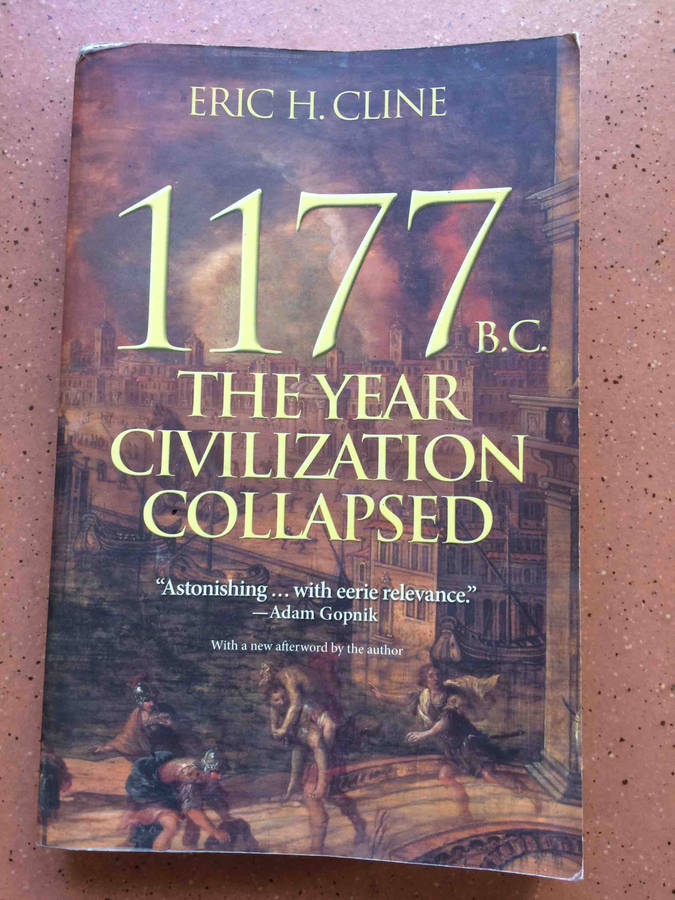 ERIC H. CLINE
1177
B.C.
THE YEAR
CIVILIZATION
COLLAPSED
“Astonishing ... with eerie relevance.”
—Adam Gopnik
With a new afterword by the author